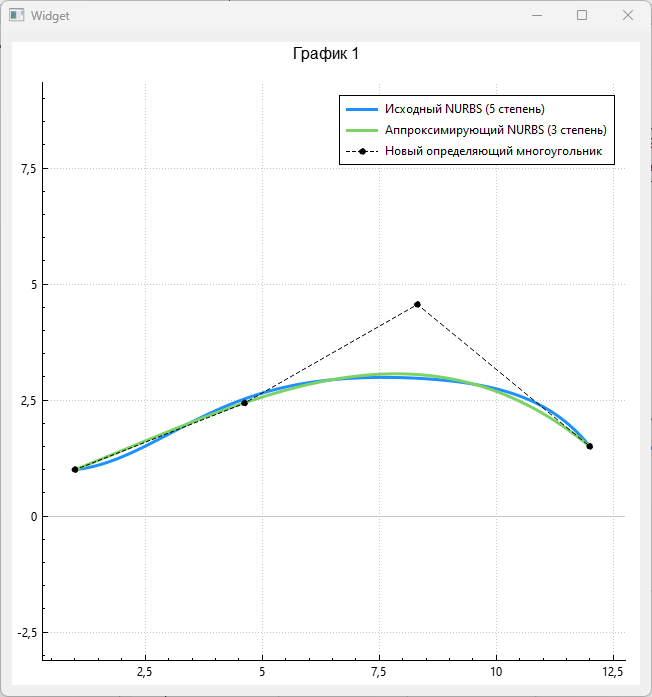 Widget
График 1
Исходный NURBS (5 степень)
Аппроксимирующий NURBS (3 степень)
Новый определяющий многоугольник
7,5
5
2,5
0
-2,5
2,5 5 7,5 10 12,5